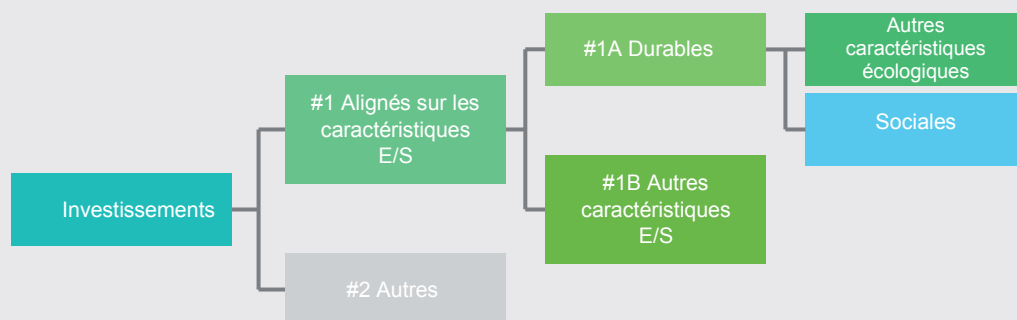 Investissements
#1 Alignés sur les
caractéristiques
E/S
#2 Autres
#1A Durables
#1B Autres
caractéristiques
E/S
Autres
caractéristiques
écologiques
Sociales